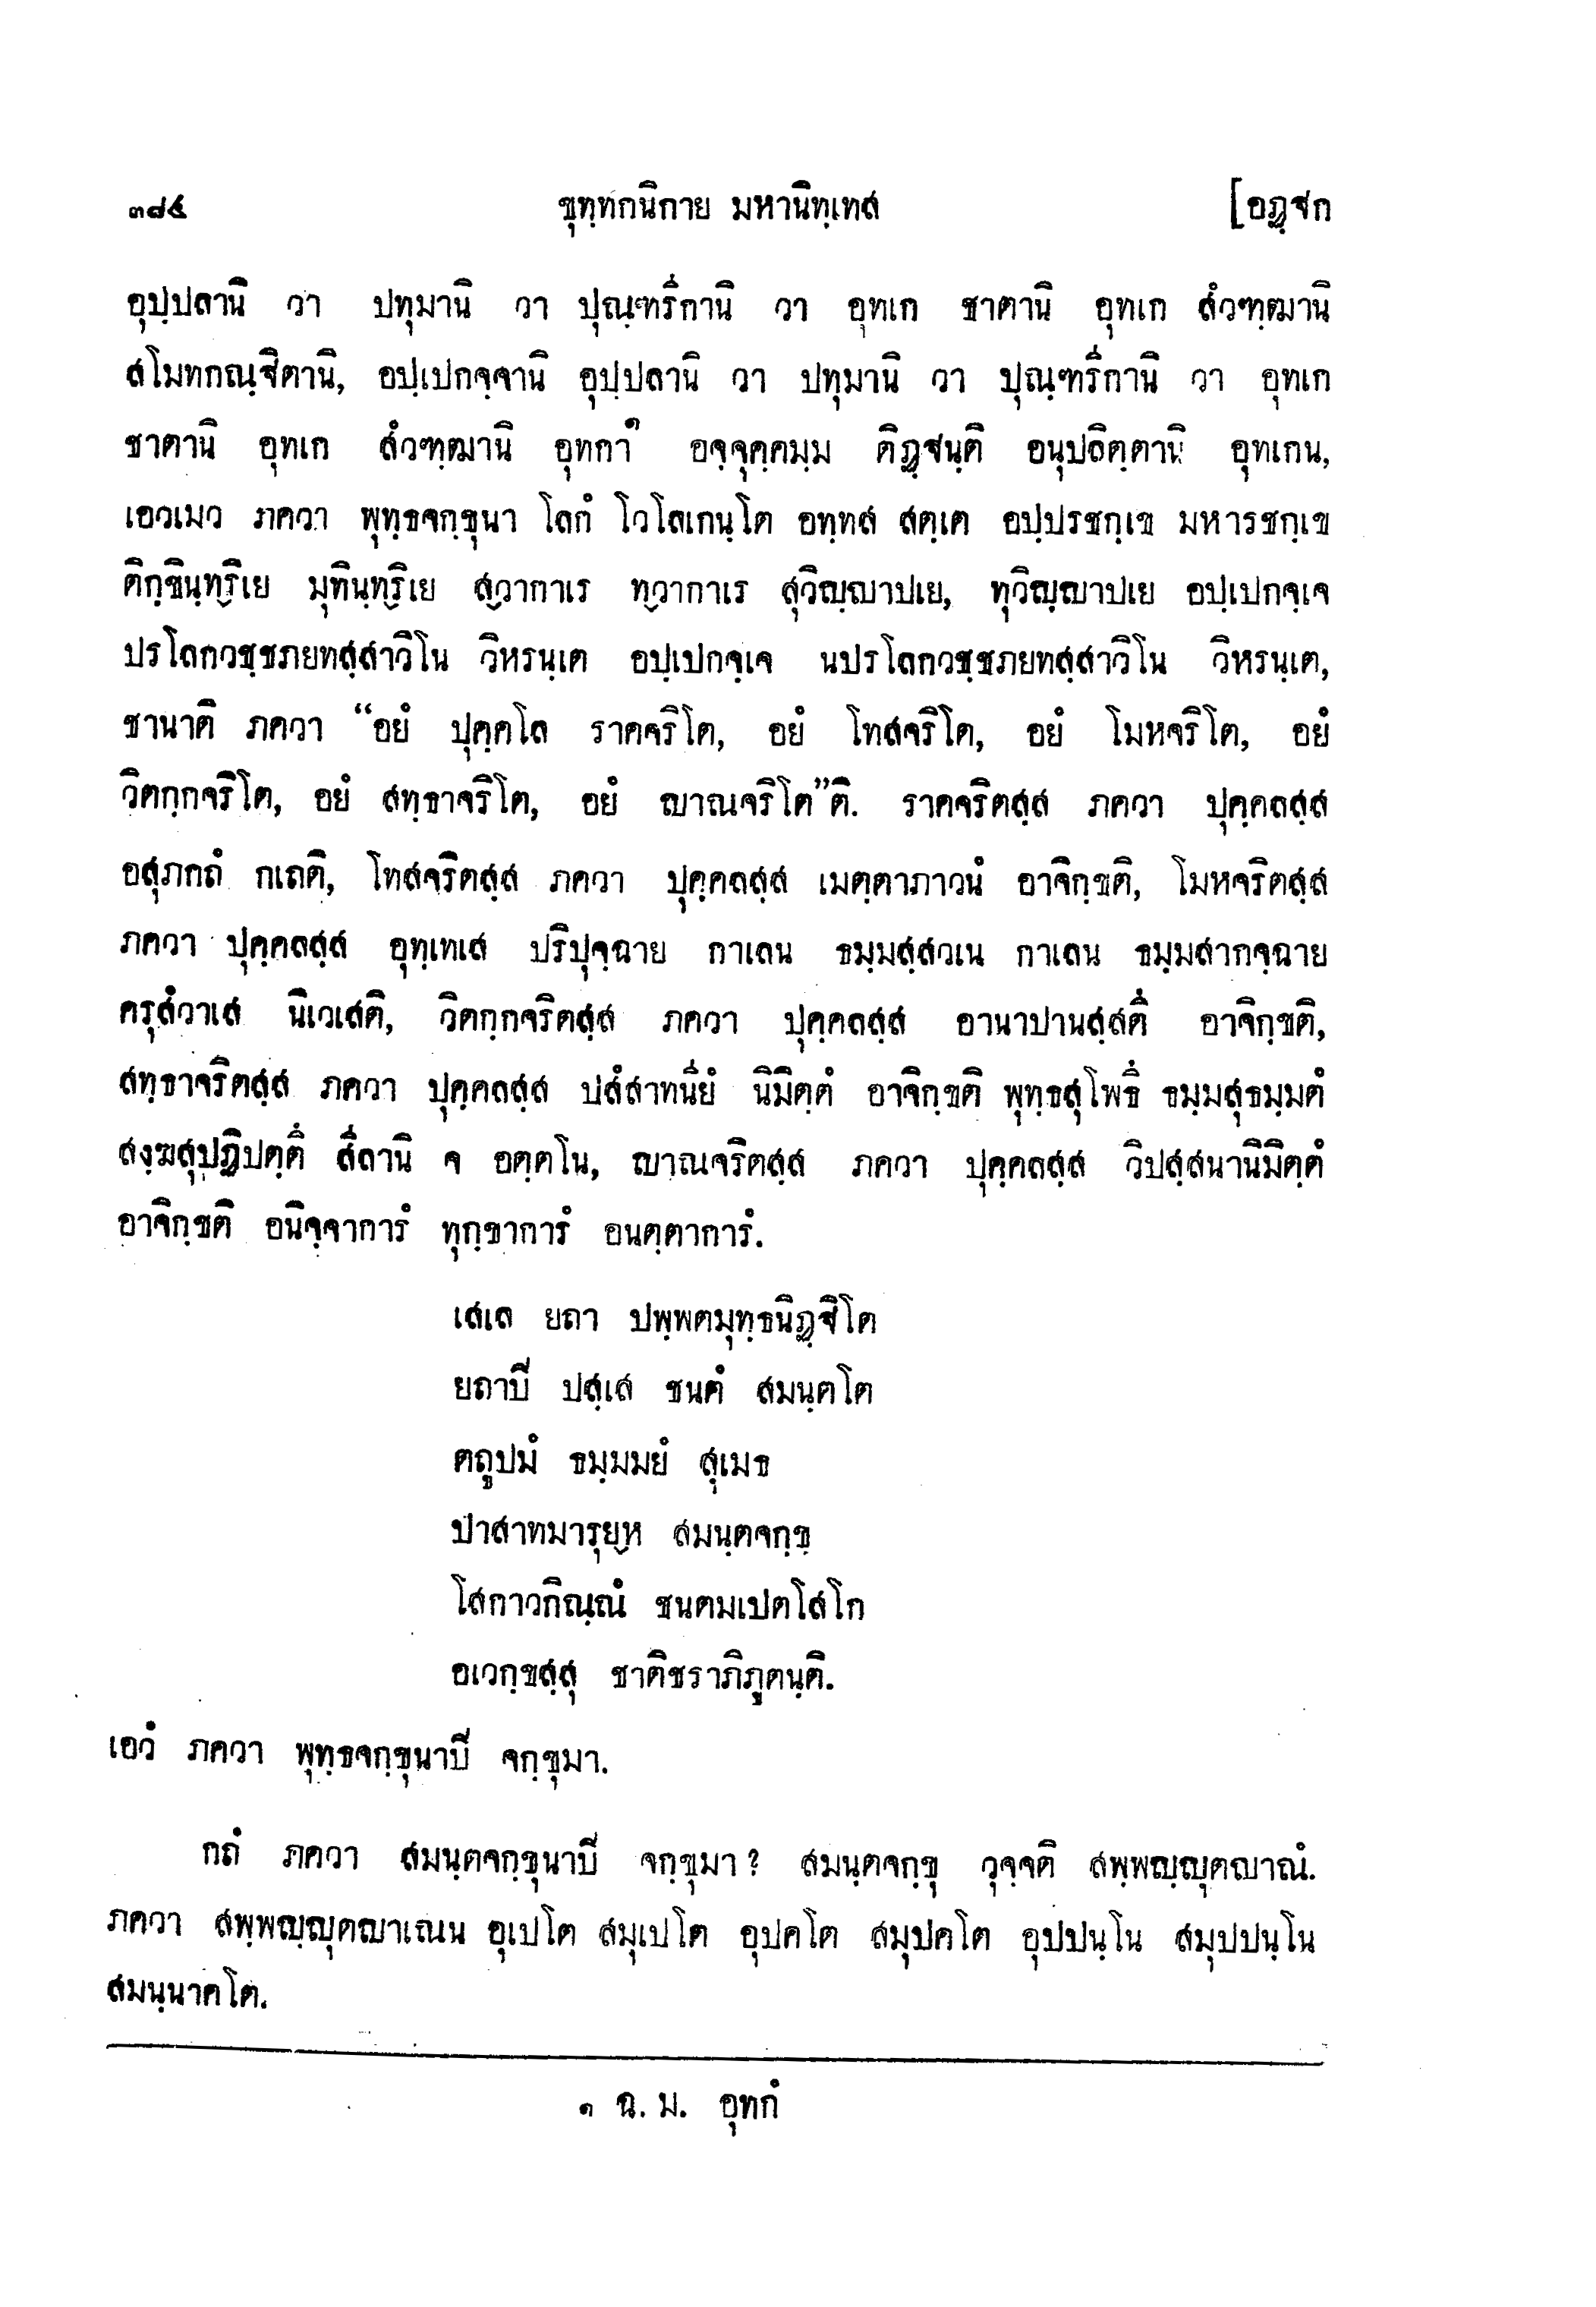 ๓๘๔ ขุทฺทกนิกาย มหานิทฺเทส [อฏฺฐก
อุปฺปลานิ วา ปทุมานิ วา ปุณฺฑรีกานิ วา อุทเก ชาตานิ อุทเก สํวฑฺฒานิ
สโมทกณฺฐิตานิ, อปฺเปกจฺจานิ อุปฺปลานิ วา ปทุมานิ วา ปุณฺฑรีกานิ วา อุทเก
ชาตานิ อุทเก สํวฑฺฒานิ อุทกา๑ อจฺจุคฺคมฺม ติฏฺฐนฺติ อนุปลิตฺตานิ อุทเกน,
เอวเมว ภควา พุทฺธจกฺขุนา โลกํ โวโลเกนฺโต อทฺทส สตฺเต อปฺปรชกฺเข มหารชกฺเข
ติกฺขินฺทฺริเย มุทินฺทฺริเย สฺวากาเร ทฺวากาเร สุวิญฺญาปเย, ทุวิญฺญาปเย อปฺเปกจฺเจ
ปรโลกวชฺชภยทสฺสาวิโน วิหรนฺเต อปฺเปกจฺเจ นปรโลกวชฺชภยทสฺสาวิโน วิหรนฺเต,
ชานาติ ภควา “อยํ ปุคฺคโล ราคจริโต, อยํ โทสจริโต, อยํ โมหจริโต, อยํ
วิตกฺกจริโต, อยํ สทฺธาจริโต, อยํ ญาณจริโต”ติ. ราคจริตสฺส ภควา ปุคฺคลสฺส
อสุภกถํ กเถติ, โทสจริตสฺส ภควา ปุคฺคลสฺส เมตฺตาภาวนํ อาจิกฺขติ, โมหจริตสฺส
ภควา ปุคฺคลสฺส อุทฺเทเส ปริปุจฺฉาย กาเลน ธมฺมสฺสวเน กาเลน ธมฺมสากจฺฉาย
ครุสํวาเส นิเวเสติ, วิตกฺกจริตสฺส ภควา ปุคฺคลสฺส อานาปานสฺสตึ อาจิกฺขติ,
สทฺธาจริตสฺส ภควา ปุคฺคลสฺส ปสํสาทนียํ นิมิตฺตํ อาจิกฺขติ พุทฺธสุโพธึ ธมฺมสุธมฺมตํ
สงฺฆสุปฏิปตฺตึ สีลานิ จ อตฺตโน, ญาณจริตสฺส ภควา ปุคฺคลสฺส วิปสฺสนานิมิตฺตํ
อาจิกฺขติ อนิจฺจาการํ ทุกฺขาการํ อนตฺตาการํ.
เสเล ยถา ปพฺพตมุทฺธนิฏฺฐิโต
ยถาปิ ปสฺเส ชนตํ สมนฺตโต
ตถูปมํ ธมฺมมยํ สุเมธ
ปาสาทมารุยฺห สมนฺตจกฺขุ
โสกาวกิณฺณํ ชนตมเปตโสโก
อเวกฺขสฺสุ ชาติชราภิภูตนฺติ.
เอวํ ภควา พุทฺธจกฺขุนาปิ จกฺขุมา.
กถํ ภควา สมนฺตจกฺขุนาปิ จกฺขุมา? สมนฺตจกฺขุ วุจฺจติ สพฺพญฺญุตญาณํ.
ภควา สพฺพญฺญุตญาเณน อุเปโต สมุเปโต อุปคโต สมุปคโต อุปปนฺโน สมุปปนฺโน
สมนฺนาคโต.
๑ ฉ. ม. อุทกํ